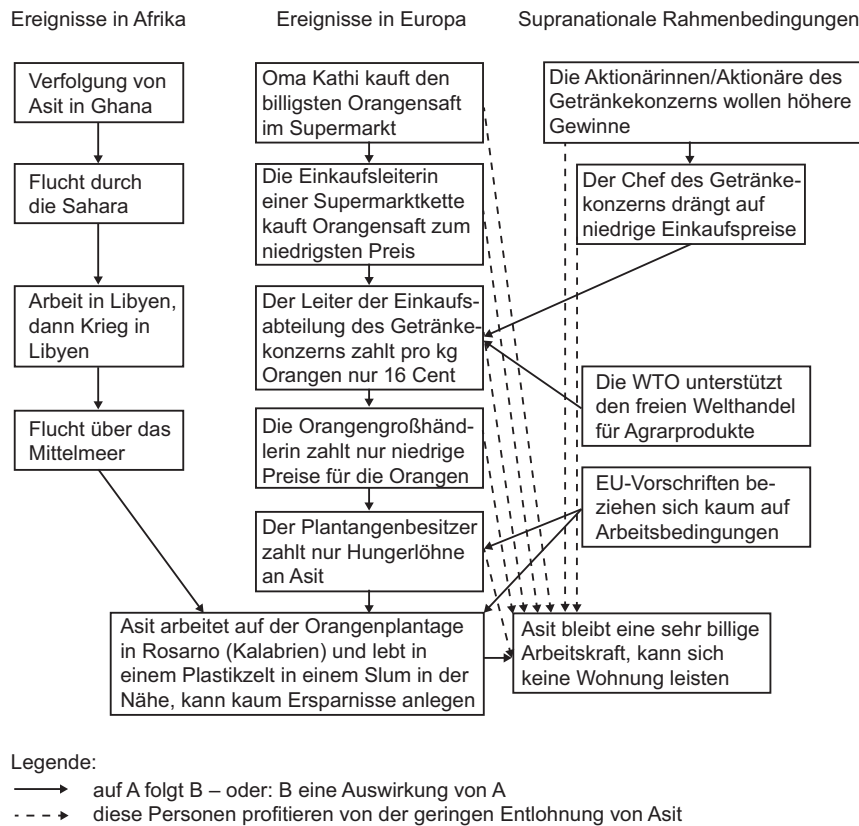 Ereignisse in Afrika
Verfolgung von
Asit in Ghana
Flucht durch
die Sahara
Arbeit in Libyen,
dann Krieg in
Libyen
Flucht über das
Mittelmeer
Ereignisse in Europa
Oma Kathi kauft den
billigsten Orangensaft
im Supermarkt
Die Einkaufsleiterin
einer Supermarktkette
kauft Orangensaft zum
niedrigsten Preis
Der Leiter der Einkaufs-
abteilung des Getränke-
konzerns zahlt pro kg
Orangen nur 16 Cent
Die Orangengroßhänd-
lerin zahlt nur niedrige
Preise für die Orangen
Der Plantangenbesitzer
zahlt nur Hungerlöhne
an Asit
Supranationale Rahmenbedingungen
Die Aktionärinnen/Aktionäre des
Getränkekonzerns wollen höhere
Gewinne
Der Chef des Getränke-
konzerns drängt auf
niedrige Einkaufspreise
Die WTO unterstützt
den freien Welthandel
für Agrarprodukte
EU-Vorschriften be-
ziehen sich kaum auf
Arbeitsbedingungen
Asit arbeitet auf der Orangenplantage
in Rosarno (Kalabrien) und lebt in
einem Plastikzelt in einem Slum in der
Nähe, kann kaum Ersparnisse anlegen
Asit bleibt eine sehr billige
Arbeitskraft, kann sich
keine Wohnung leisten
Legende:
auf A folgt B – oder: B eine Auswirkung von A
diese Personen profitieren von der geringen Entlohnung von Asit